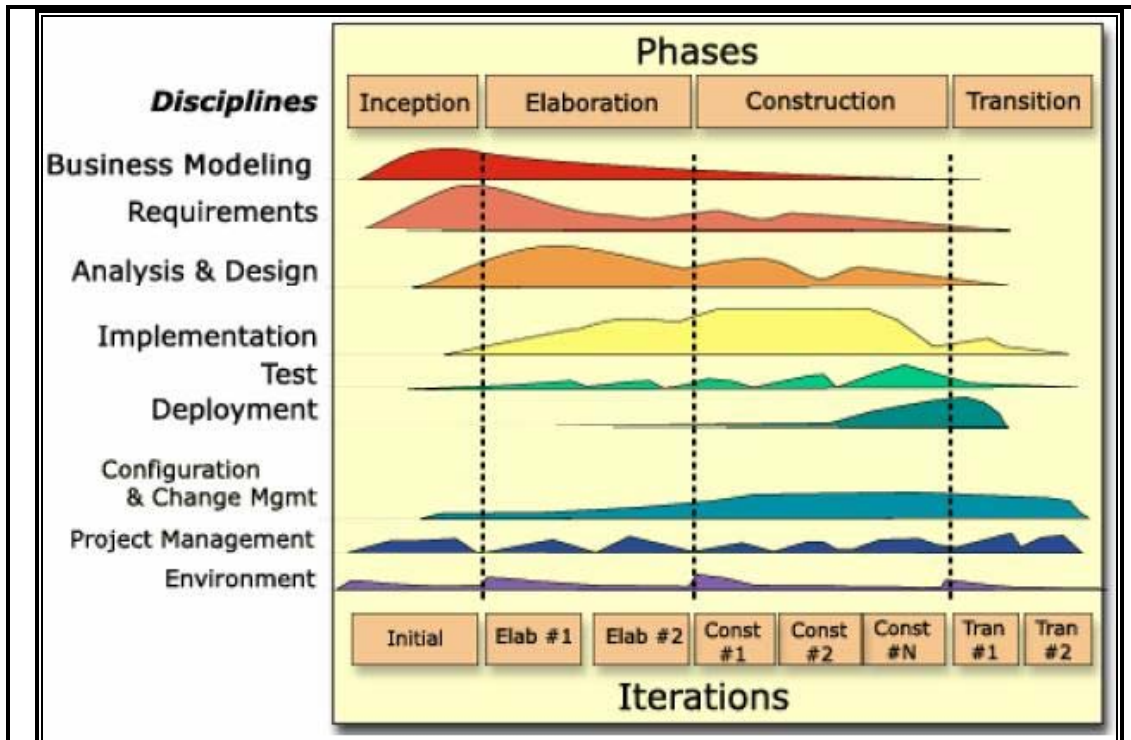 Phases
Disciplines Inception Elaboration Construction Transition
Business Modeling
Requirements
Analysis & Design
Implementation
Test
Deployment
Configuration
& Change Mgmt
Project Management
Environment
Initial Elab #1 Elab #2 Const #1 Const #2 Const #N Tran #1 Tran #2
Iterations